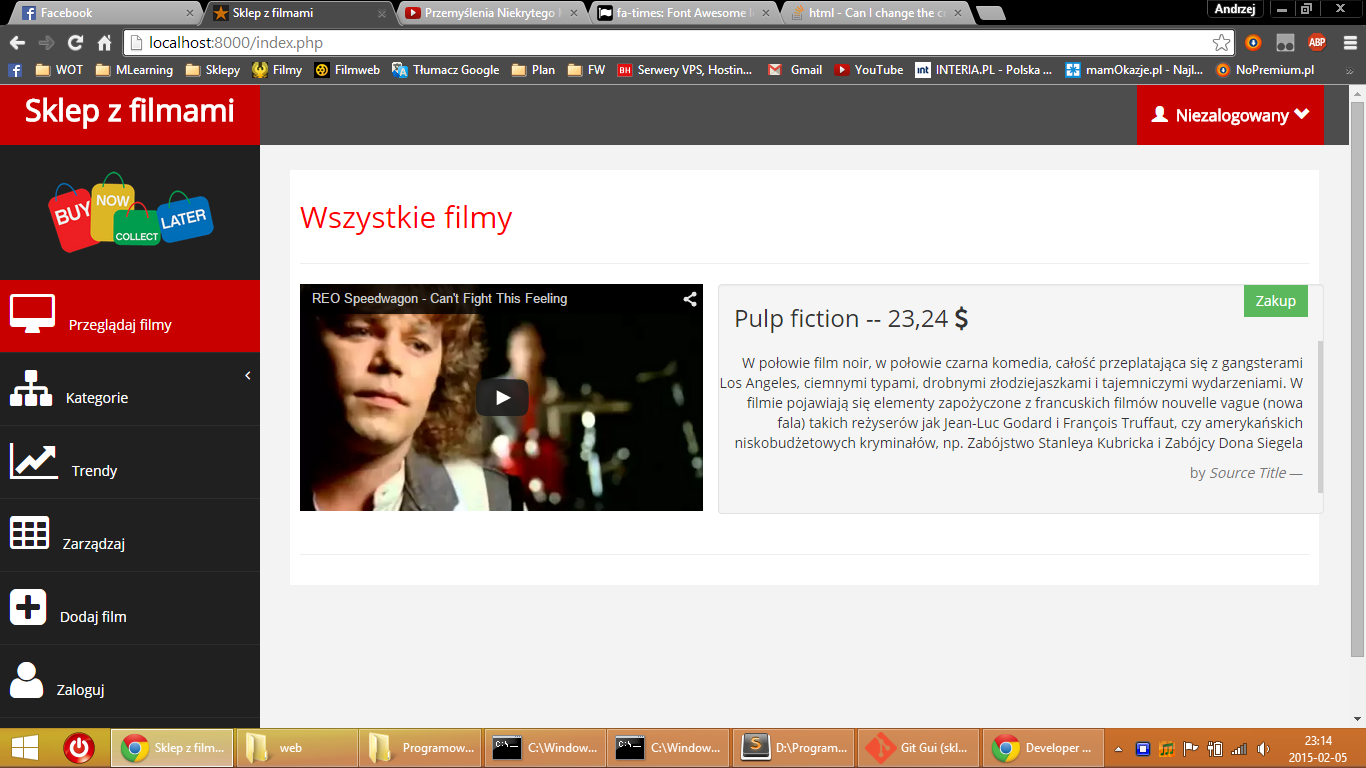 Facebook
Sklep z filmami
Przemyślenia Niekrytego
fa-times: Font Awesome
html - Can I change the c
Andrzej
localhost:8000/index.php
WOT
MLearning
Sklepy
Filmy
Filmweb
Tłumacz Google
Plan
FW
Serwery VPS, Hostin...
Gmail
YouTube
INTERIA.PL - Polska ...
mamOkazje.pl - Najl...
NoPremium.pl
»
Sklep z filmami
Niezalogowany
BUY
NOW
COLLECT
LATER
Przeglądaj filmy
Kategorie
Trendy
Zarządzaj
Dodaj film
Zaloguj
Wszystkie filmy
REO Speedwagon - Can't Fight This Feeling
Pulp fiction -- 23,24 $
Zakup
W połowie film noir, w połowie czarna komedia, całość przeplatająca się z gangsterami
Los Angeles, ciemnymi typami, drobnymi złodziejaszkami i tajemniczymi wydarzeniami. W
filmie pojawiają się elementy zapożyczone z francuskich filmów nouvelle vague (nowa
fala) takich reżyserów jak Jean-Luc Godard i François Truffaut, czy amerykańskich
niskobudżetowych kryminałów, np. Zabójstwo Stanleya Kubricka i Zabójcy Dona Siegela
by Source Title —
Sklep z film...
web
Programow...
C:\Window...
C:\Window...
D:\Program...
Git Gui (skl...
Developer ...
23:14
2015-02-05